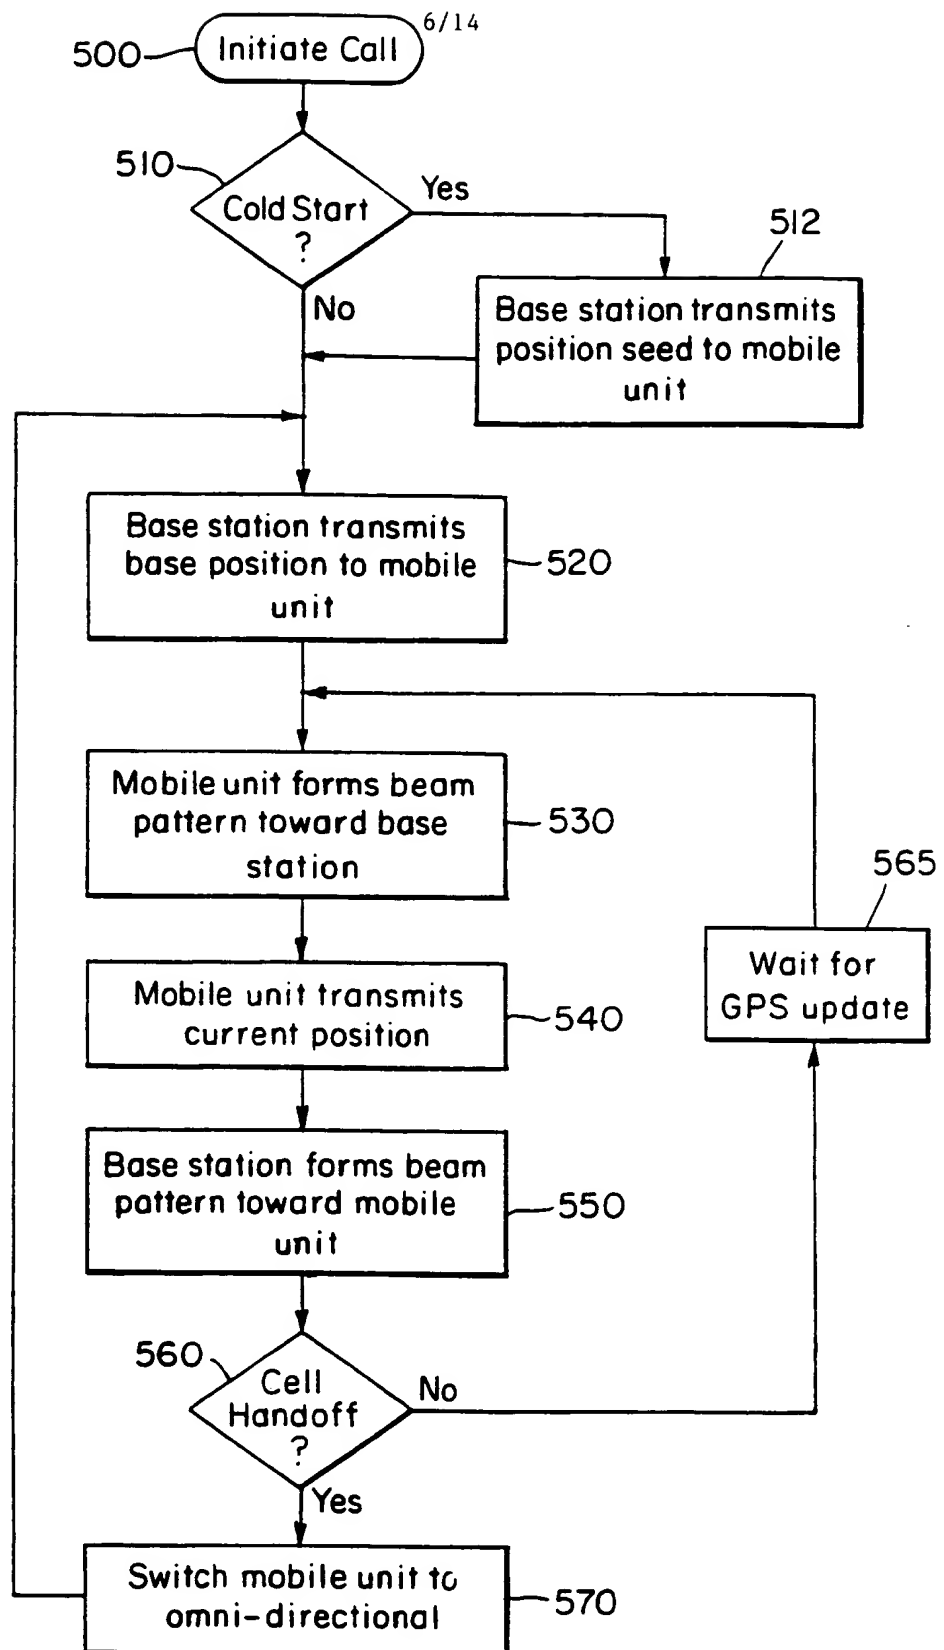 6/14
500
Initiate Call
510
Cold Start
?
Yes
No
512
Base station transmits
position seed to mobile
unit
Base station transmits
base position to mobile
unit
520
Mobile unit forms beam
pattern toward base
station
530
565
Wait for
GPS update
Mobile unit transmits
current position
540
Base station forms beam
pattern toward mobile
unit
550
560
Cell
Handoff
?
No
Yes
Switch mobile unit to
omni-directional
570